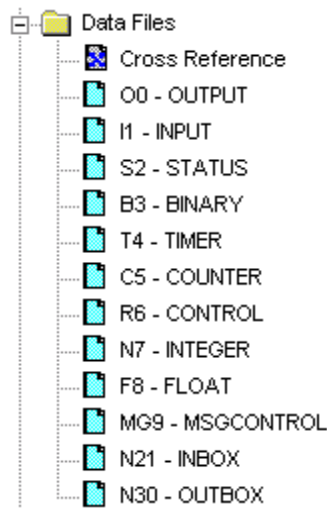 Data Files
Cross Reference
O0 - OUTPUT
I1 - INPUT
S2 - STATUS
B3 - BINARY
T4 - TIMER
C5 - COUNTER
R6 - CONTROL
N7 - INTEGER
F8 - FLOAT
MG9 - MSGCONTROL
N21 - INBOX
N30 - OUTBOX